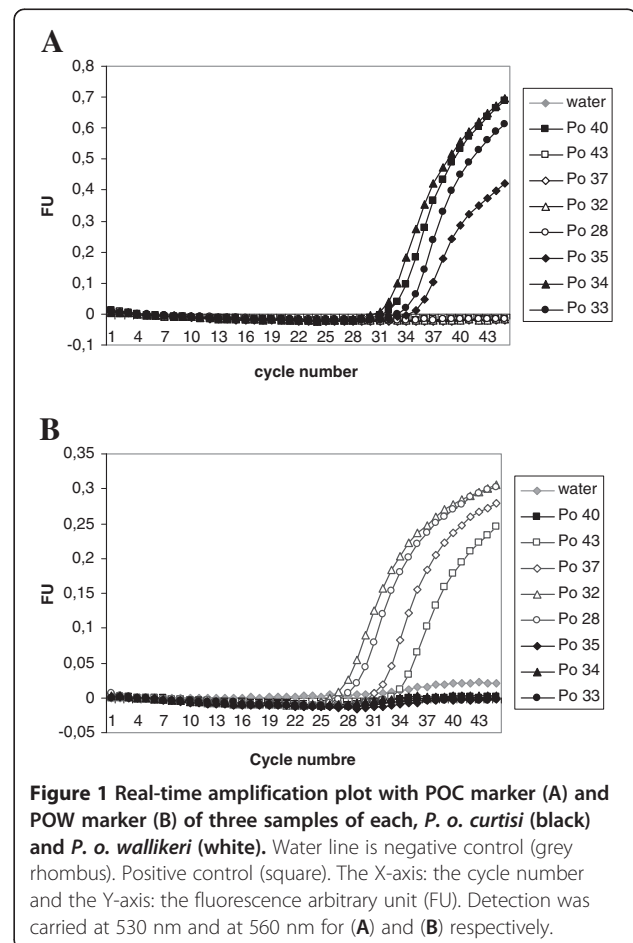 A
0,8
0,7
0,6
0,5
0,4
0,3
0,2
0,1
0
-0,1
FU
1 4 7 10 13 16 19 22 25 28 31 34 37 40 43
cycle number
water
Po 40
Po 43
Po 37
Po 32
Po 28
Po 35
Po 34
Po 33
B
0,35
0,3
0,25
0,2
0,15
0,1
0,05
0
-0,05
FU
1 4 7 10 13 16 19 22 25 28 31 34 37 40 43
Cycle numbre
water
Po 40
Po 43
Po 37
Po 32
Po 28
Po 35
Po 34
Po 33
Figure 1 Real-time amplification plot with POC marker (A) and
POW marker (B) of three samples of each, P. o. curtisi (black)
and P. o. wallikeri (white). Water line is negative control (grey
rhombus). Positive control (square). The X-axis: the cycle number
and the Y-axis: the fluorescence arbitrary unit (FU). Detection was
carried at 530 nm and at 560 nm for (A) and (B) respectively.